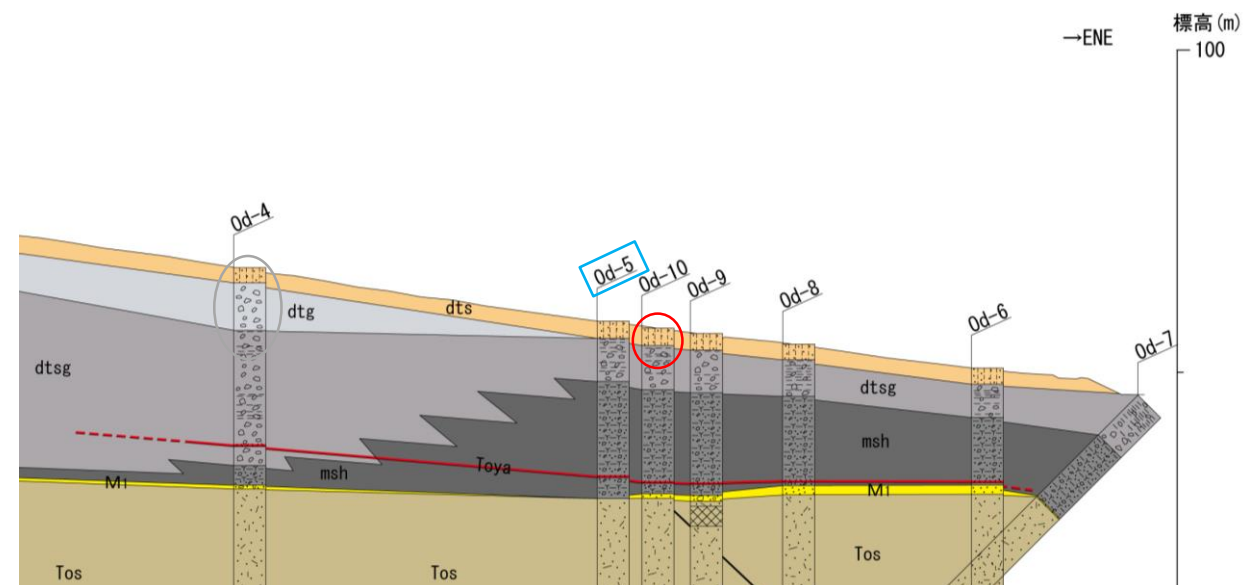 標高(m)
→ENE
100
Od-4
Od-5
Od-10
Od-9
Od-8
Od-6
Od-7
dtg
dts
dtsg
dtsg
msh
Toya
msh
M1
M1
Tos
Tos
Tos